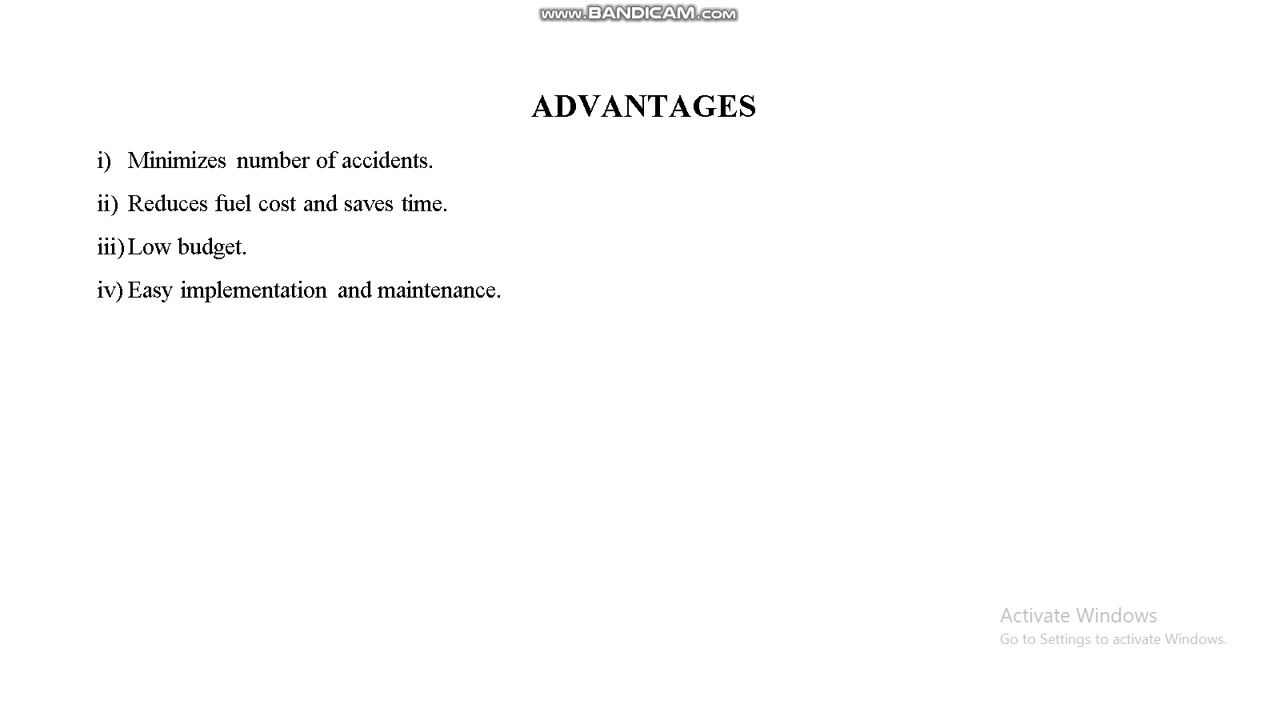 www.BANDICAM.com
ADVANTAGES
i) Minimizes number of accidents.
ii) Reduces fuel cost and saves time.
iii) Low budget.
iv) Easy implementation and maintenance.
Activate Windows
Go to Settings to activate Windows.